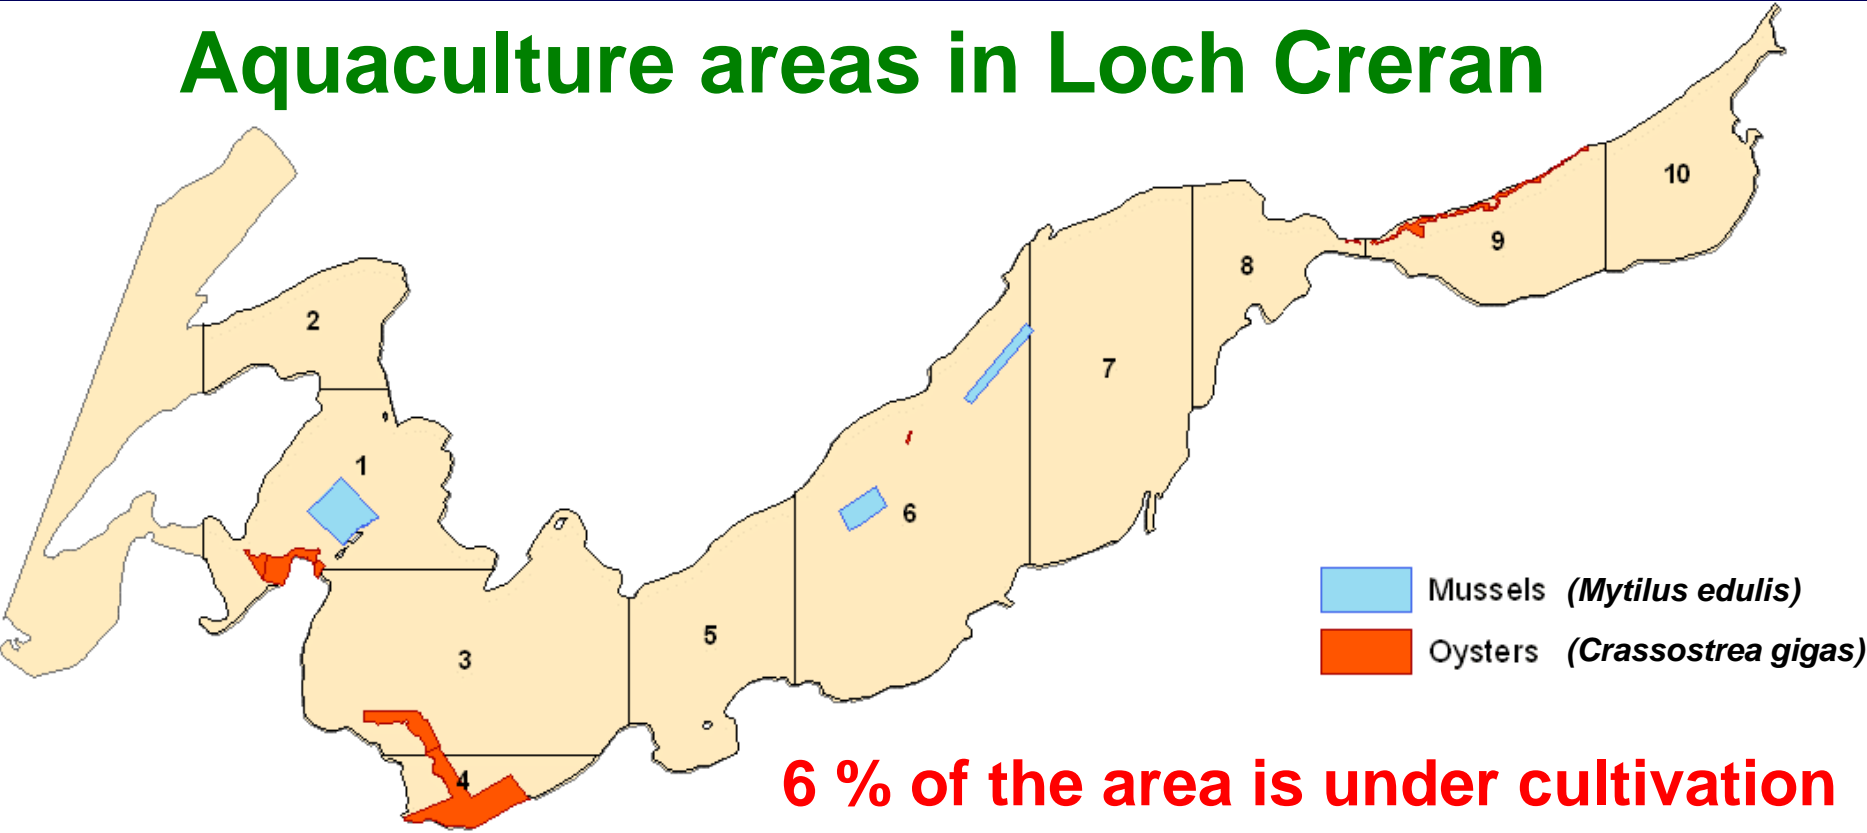 Aquaculture areas in Loch Creran
10
9
8
2
7
1
6
Mussels (Mytilus edulis)
5
Oysters (Crassostrea gigas)
3
4
6 % of the area is under cultivation